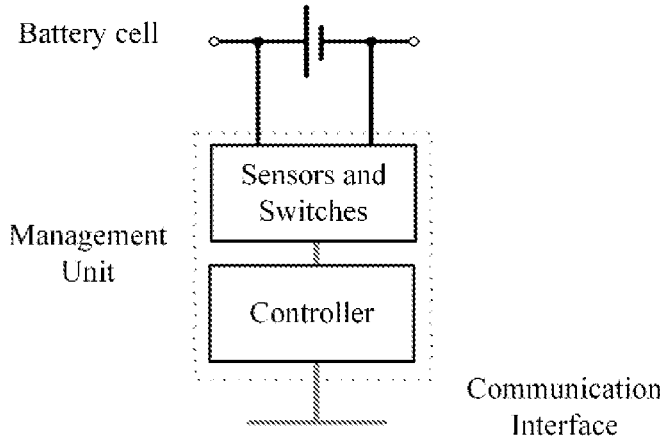 Battery cell
Sensors and
Switches
Management
Unit
Controller
Communication
Interface